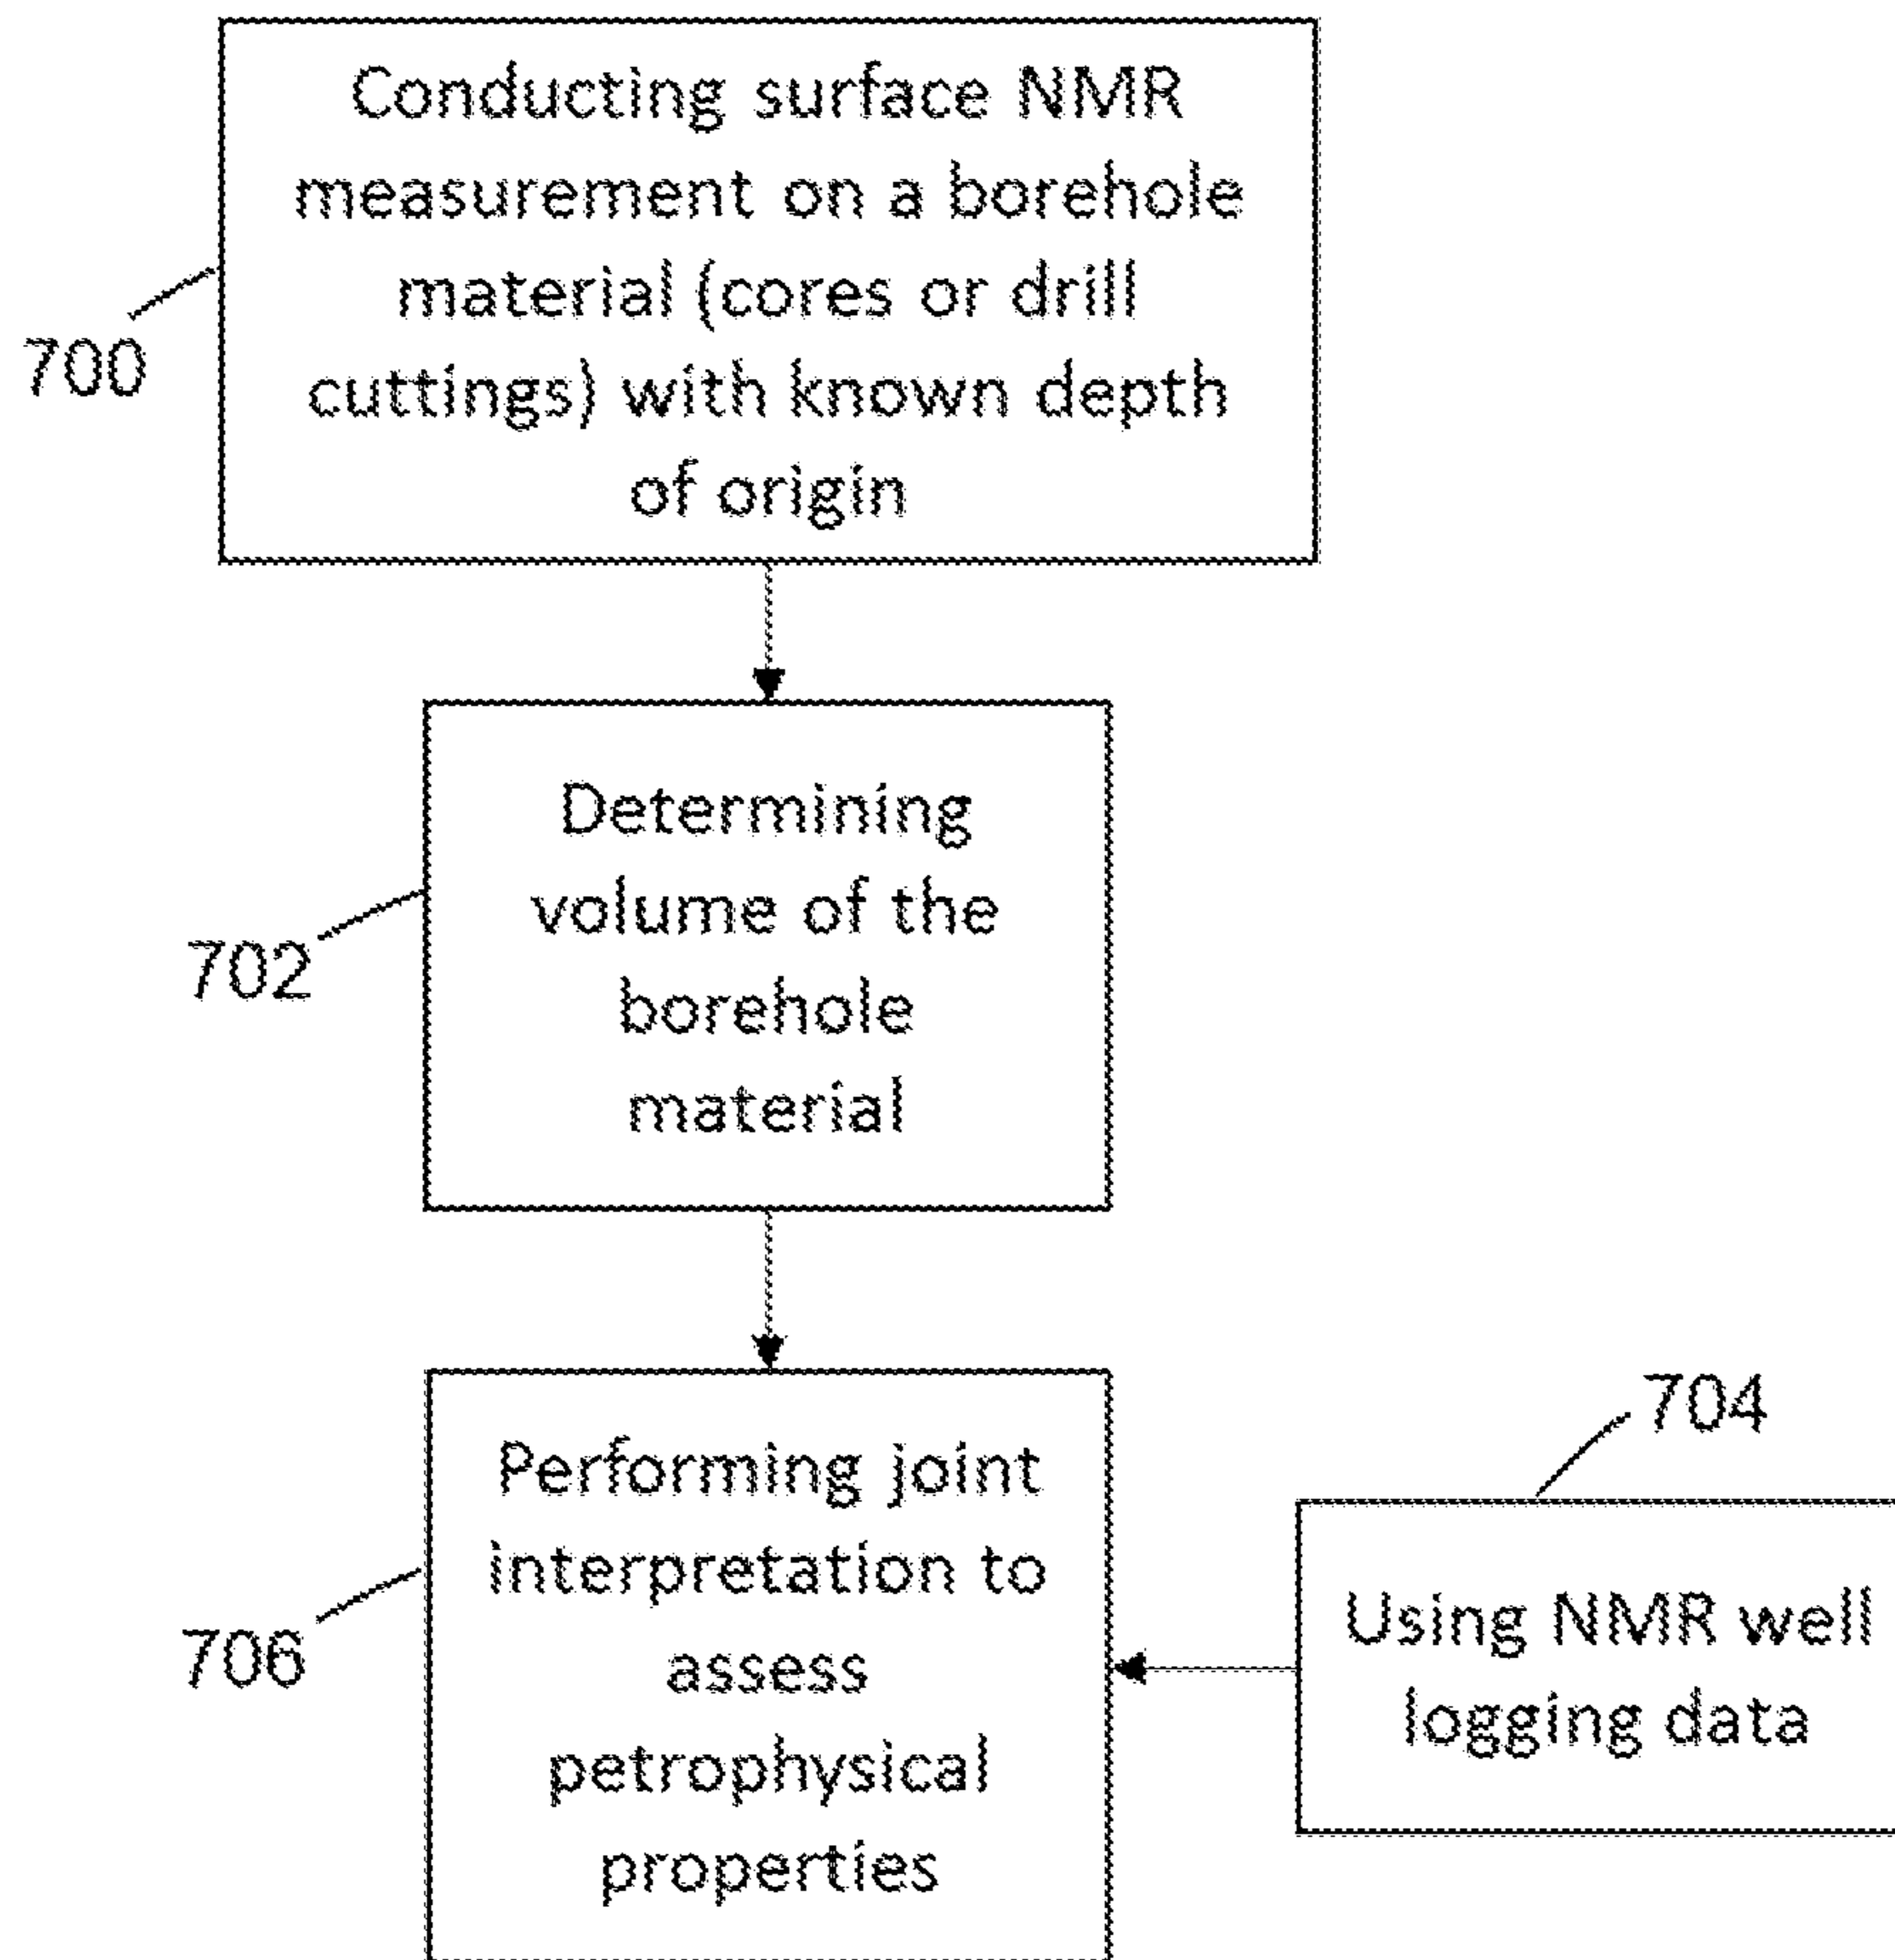 Conducting surface NMR
measurement on a borehole
material (cores or drill
cuttings) with known depth
of origin
700
Determining
volume of the
borehole
material
702
Performing joint
interpretation to
assess
petrophysical
properties
706
704
Using NMR well
logging data